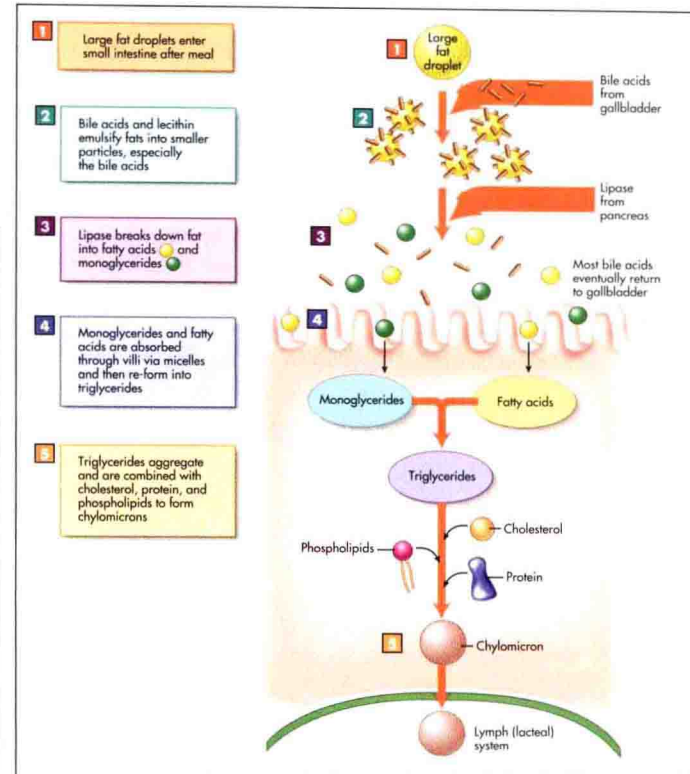 1
Large fat droplets enter
small intestine after meal
2
Bile acids and lecithin
emulsify fats into smaller
particles, especially
the bile acids
3
Lipase breaks down fat
into fatty acids and
monoglycerides
4
Monoglycerides and fatty
acids are absorbed
through villi via micelles
and then re-form into
triglycerides
5
Triglycerides aggregate
and are combined with
cholesterol, protein, and
phospholipids to form
chylomicrons
1
Large
fat
droplet
Bile acids
from
gallbladder
2
Lipase
from
pancreas
3
Most bile acids
eventually return
to gallbladder
4
Monoglycerides
Fatty acids
Triglycerides
Cholesterol
Phospholipids
Protein
5
Chylomicron
Lymph (lacteal)
system